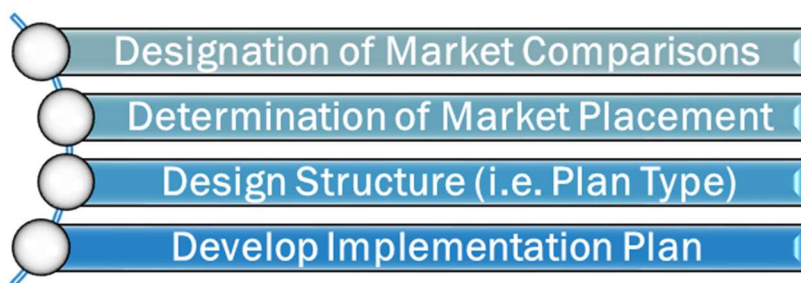 Designation of Market Comparisons
Determination of Market Placement
Design Structure (i.e. Plan Type)
Develop Implementation Plan